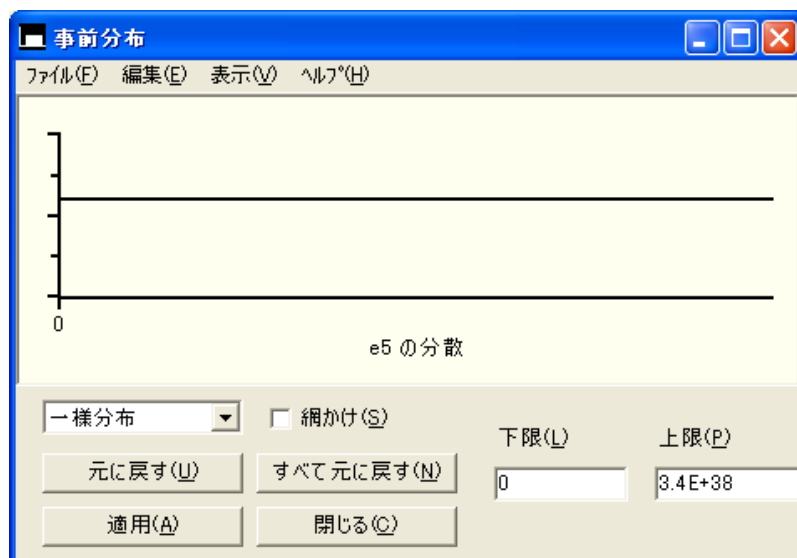 事前分布
ファイル(F) 編集(E) 表示(V) ヘルプ(H)
0
e5 の分散
一様分布
網かけ(S)
下限(L) 上限(P)
元に戻す(U) すべて元に戻す(N)
0 3.4E+38
適用(A) 閉じる(C)